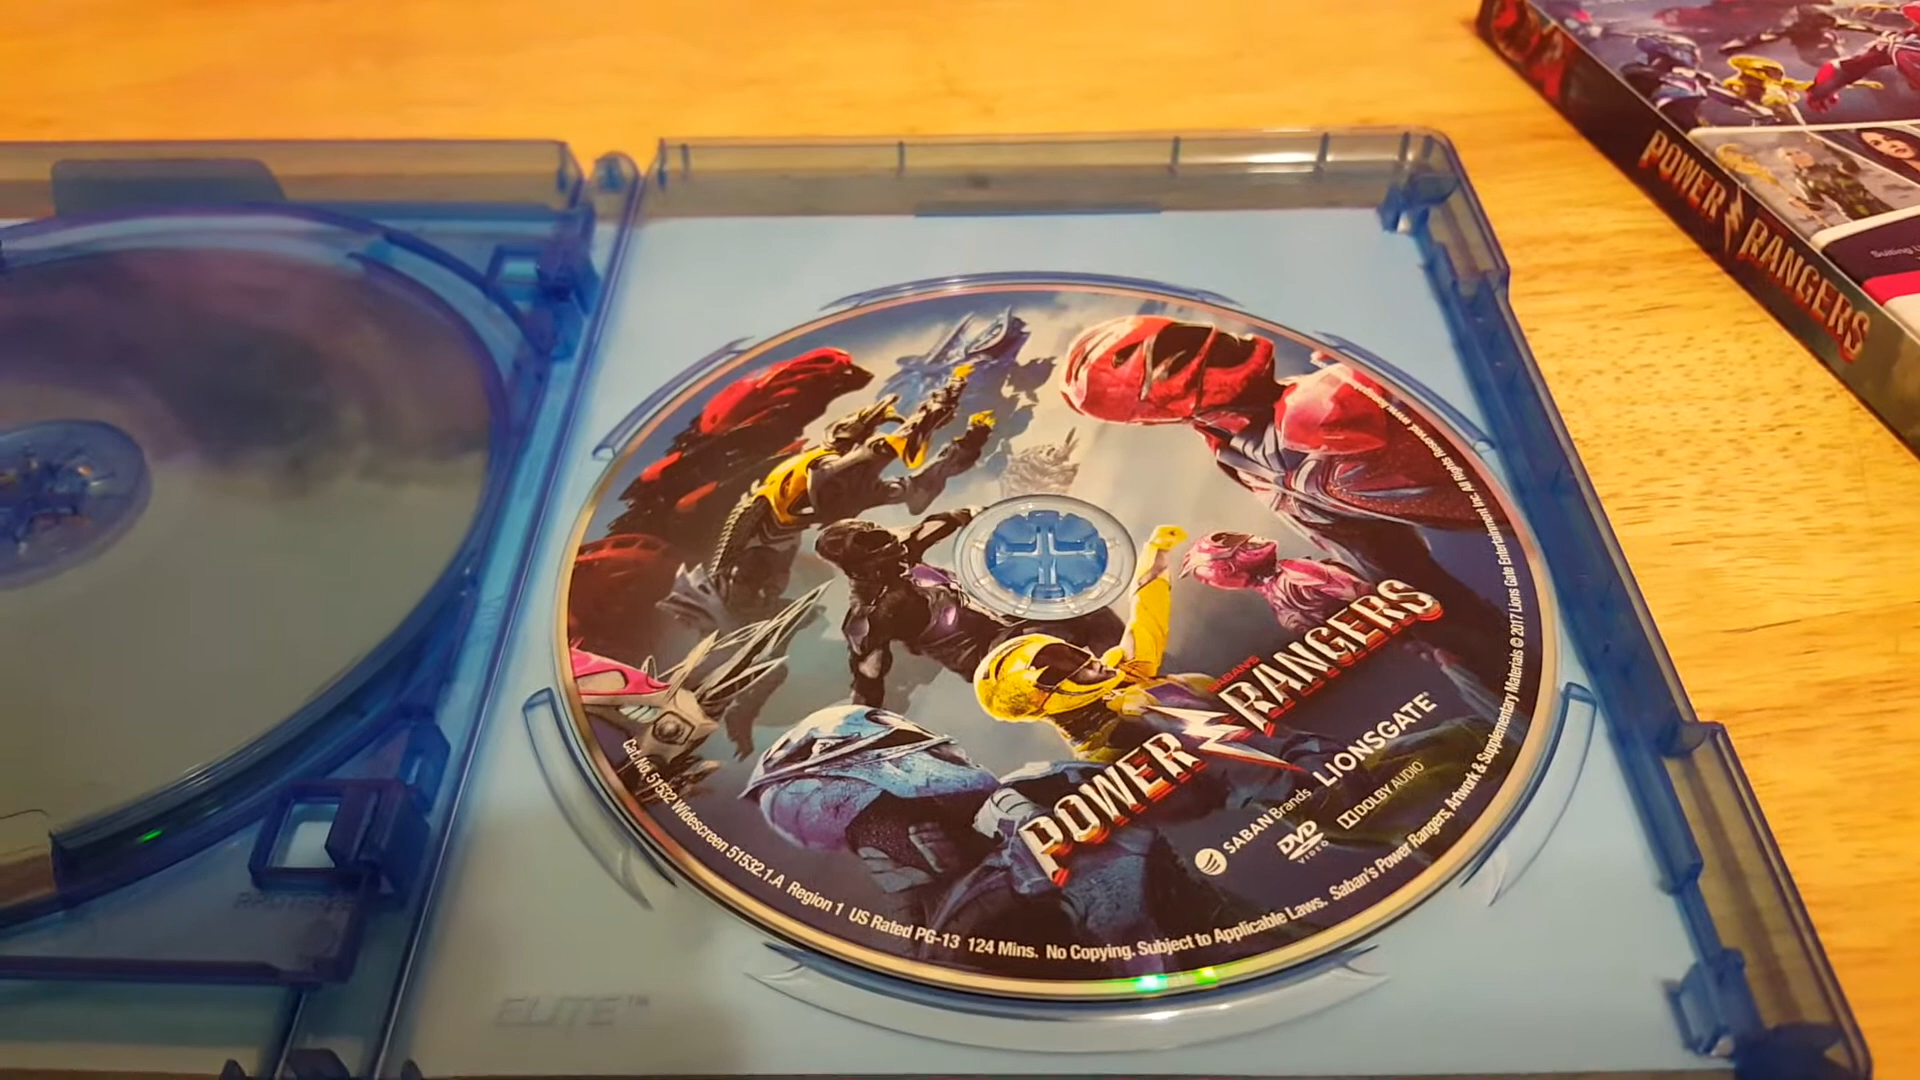 POWER RANGERS
Suiting
SABAN'S
POWER RANGERS
LIONSGATE®
SABAN Brands
DVD
VIDEO
DOLBY AUDIO
Cat.No. 51532 Widescreen 51532.1.A Region 1 US Rated PG-13 124 Mins. No Copying. Subject to Applicable Laws. Saban's Power Rangers, Artwork & Supplementary Materials © 2017 Lions Gate Entertainment Inc. All Rights Reserved.
ELITE™